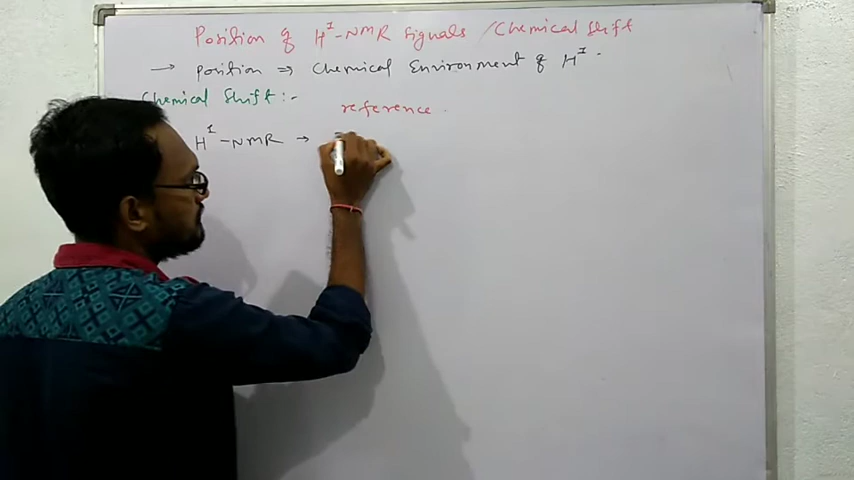 Position of H¹-NMR Signals / Chemical Shift
→ position ⇒ Chemical Environment of H¹.
Chemical Shift :-
reference
H¹-NMR →